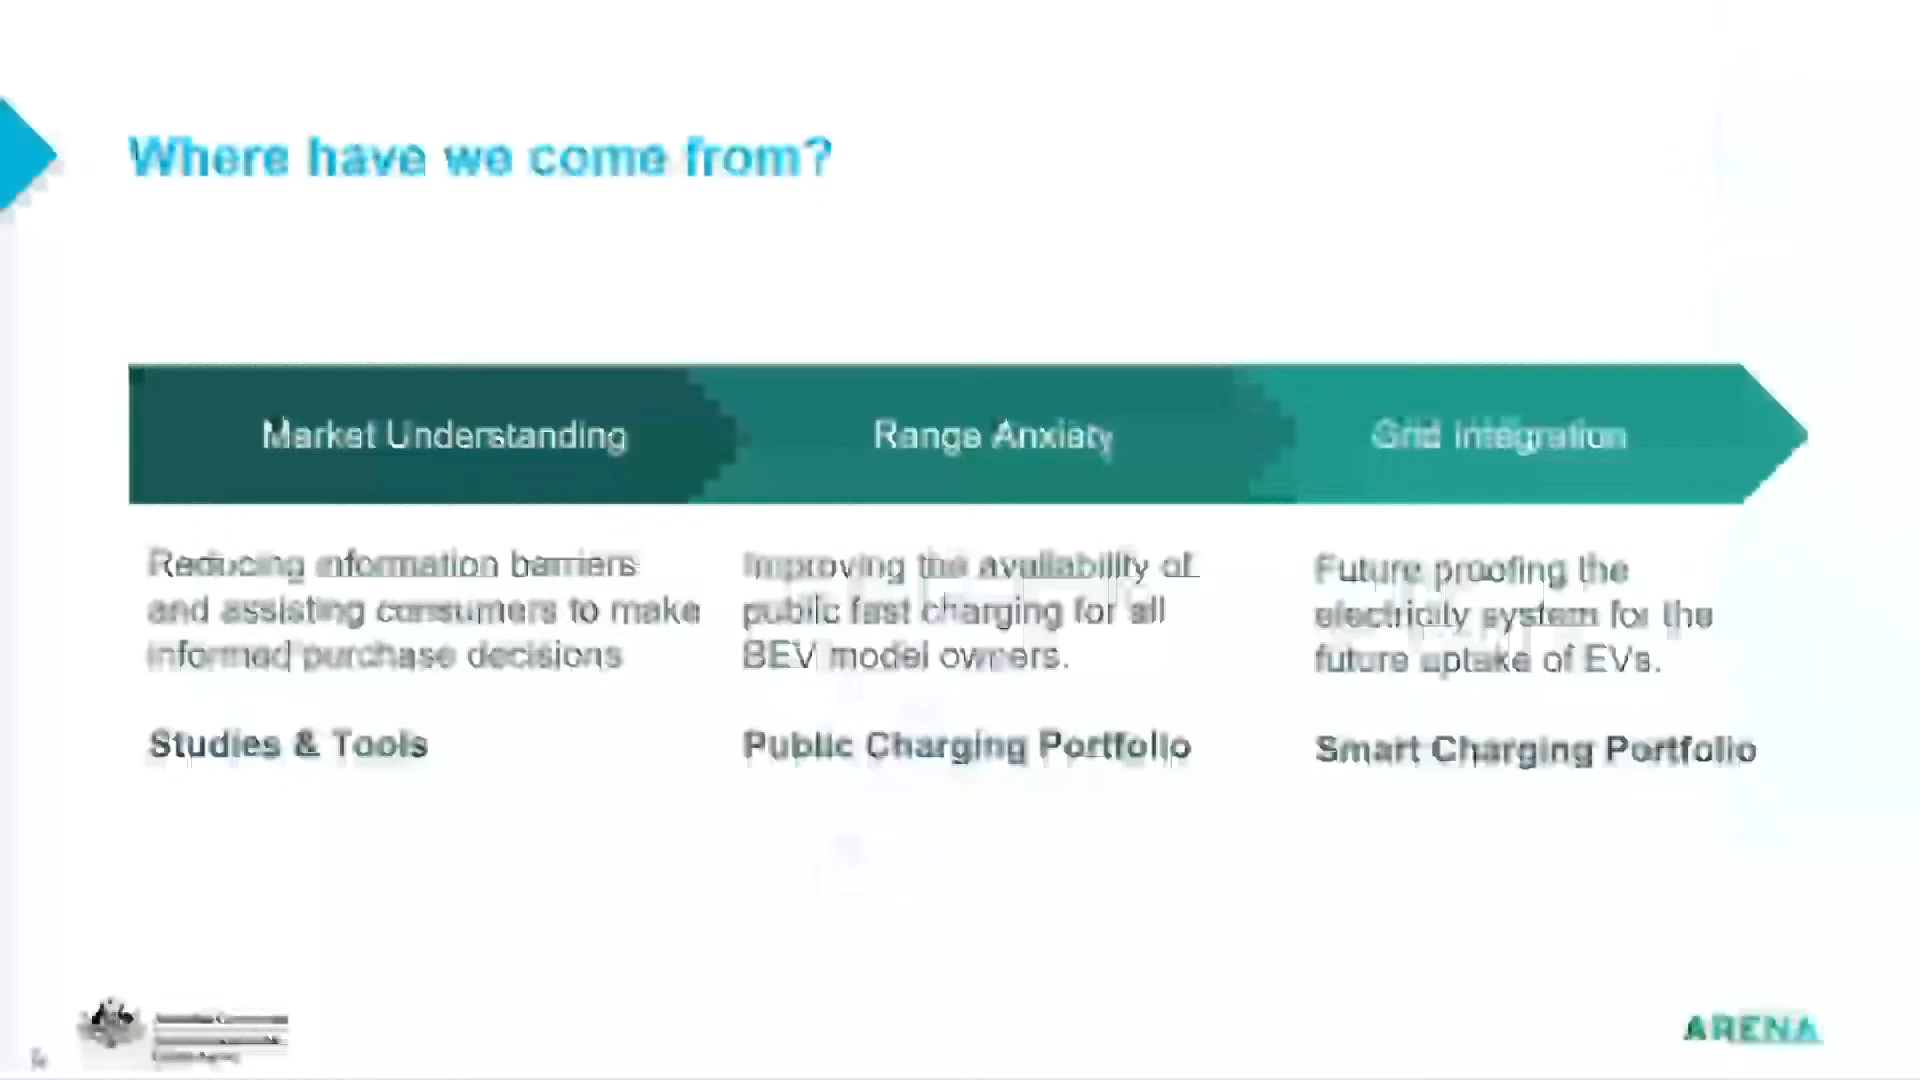 Where have we come from?
Market Understanding
Range Anxiety
Grid Integration
Reducing information barriers
and assisting consumers to make
informed purchase decisions
Studies & Tools
Improving the availability of
public fast charging for all
BEV model owners.
Public Charging Portfolio
Future proofing the
electricity system for the
future uptake of EVs.
Smart Charging Portfolio
ARENA